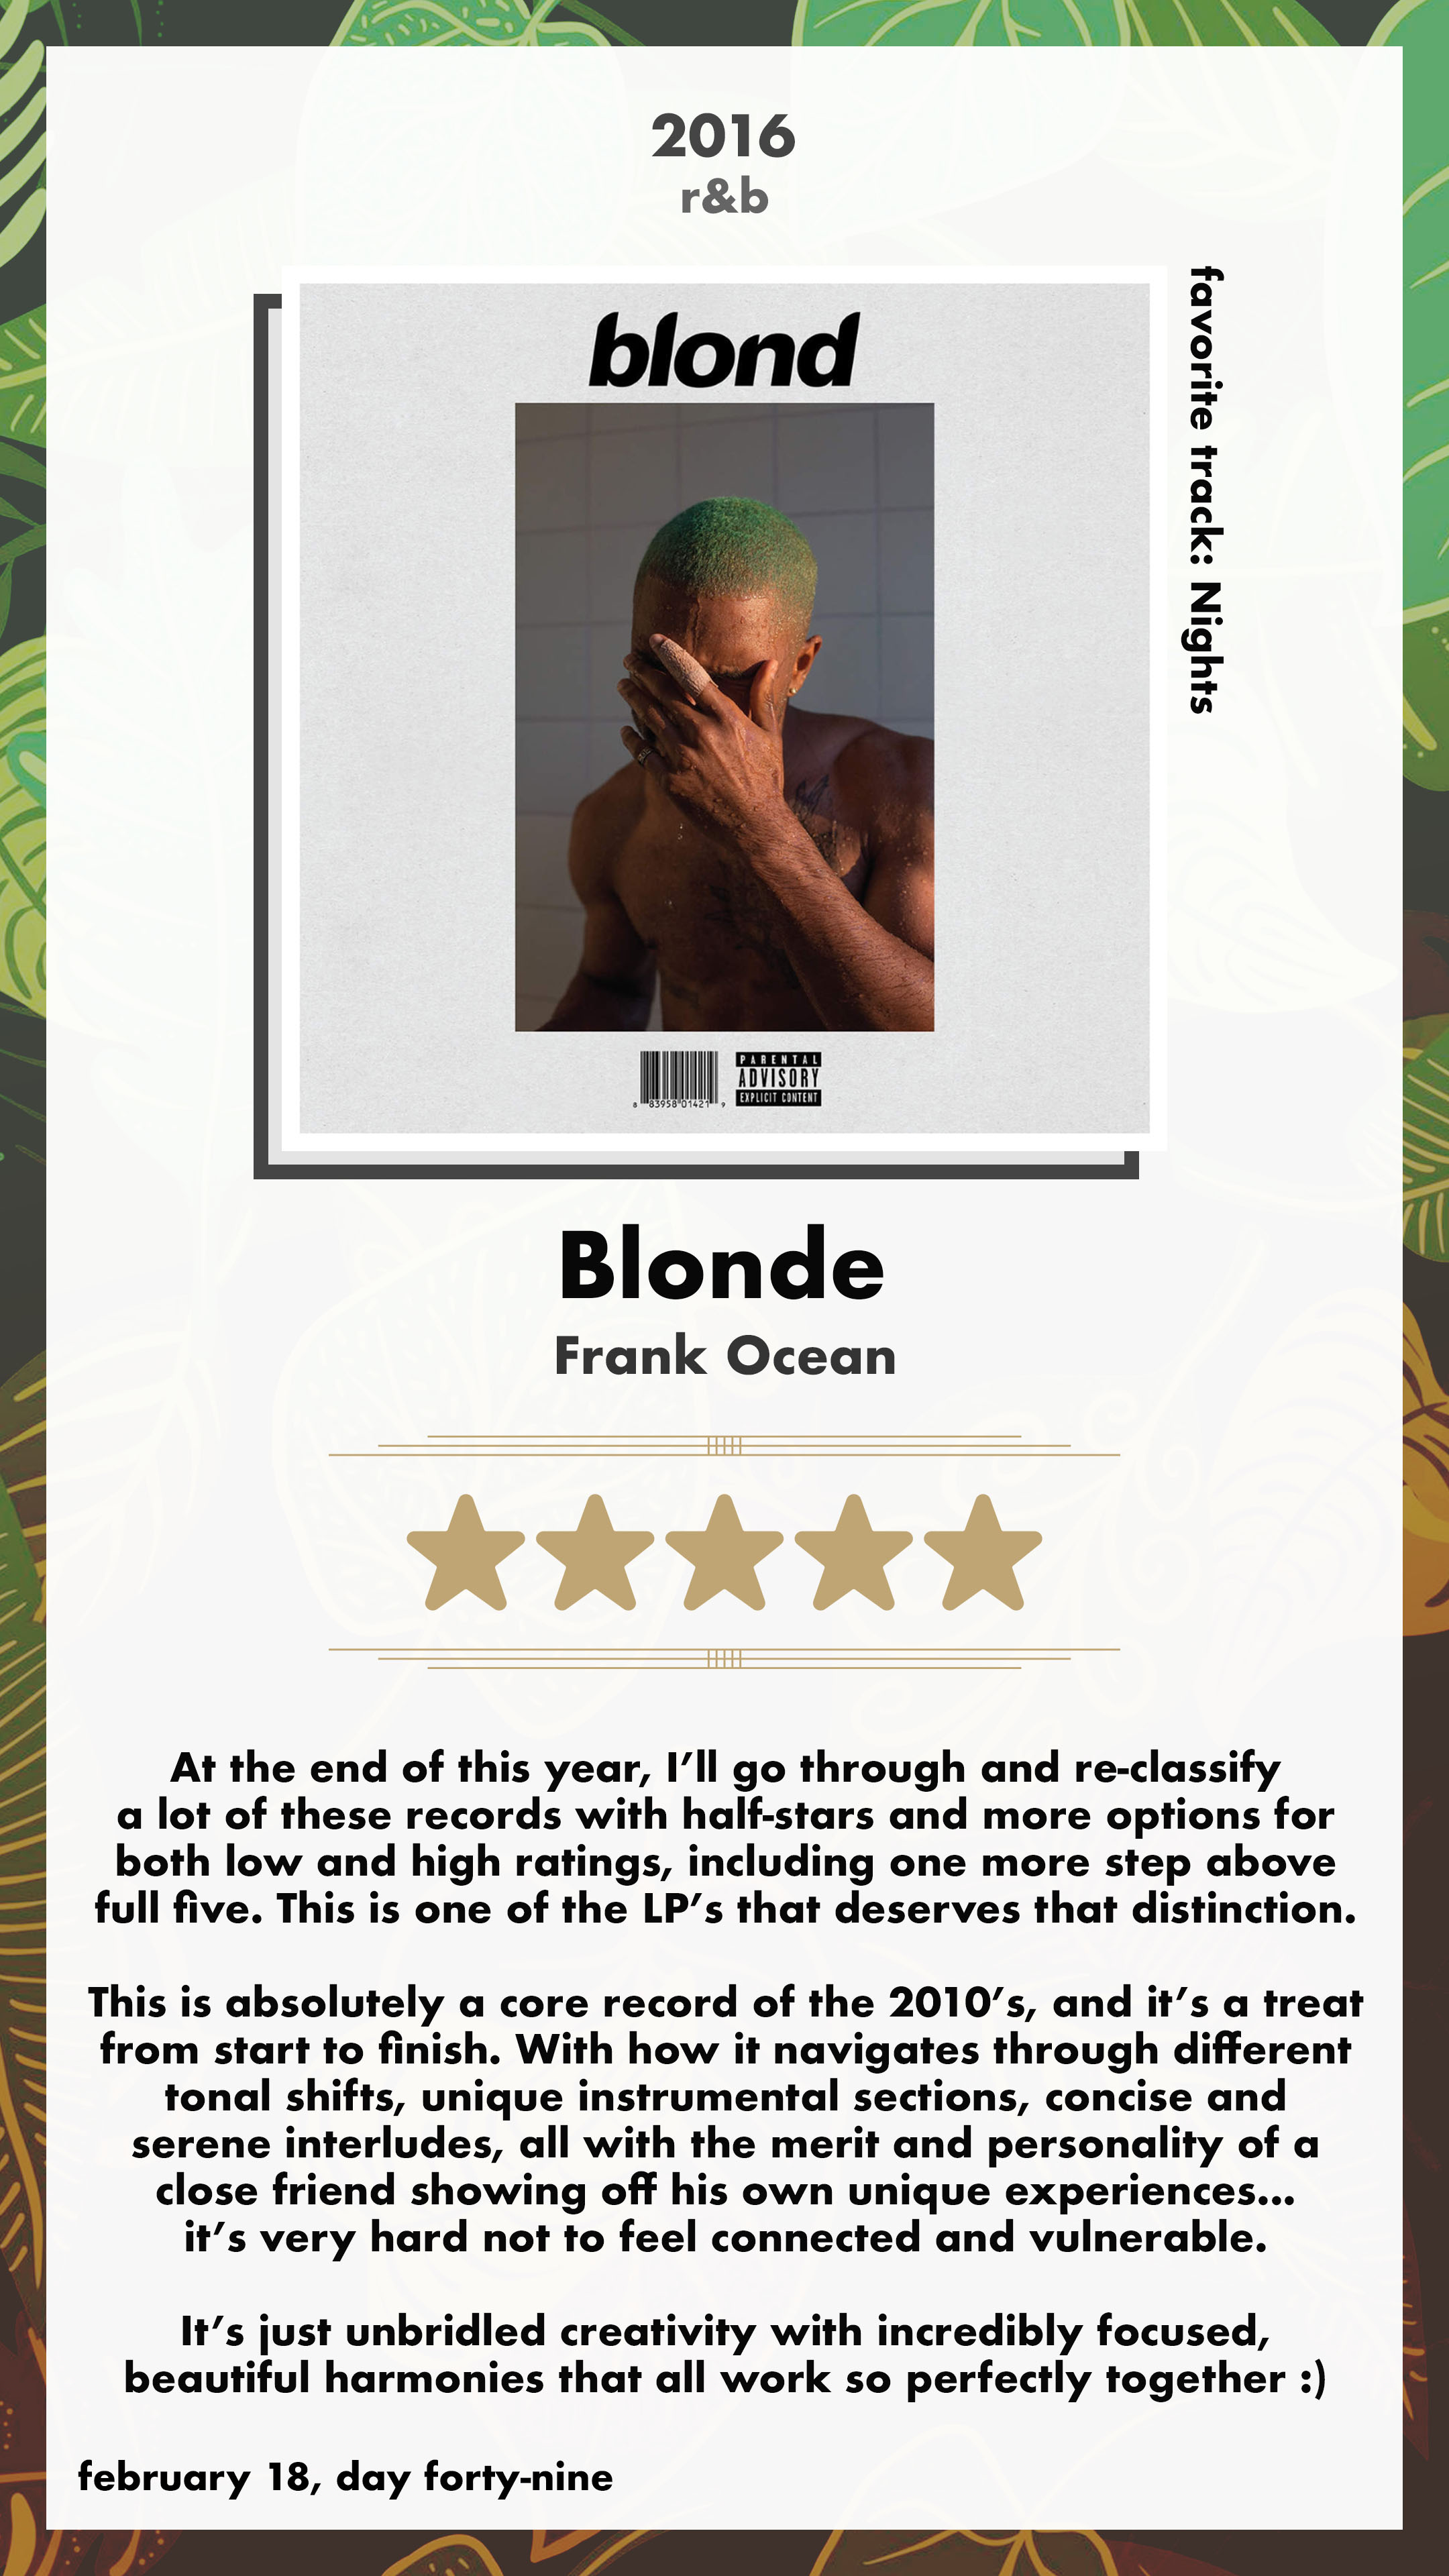 2016
r&b
favorite track: Nights
blond
8 83958 01421 9
PARENTAL
ADVISORY
EXPLICIT CONTENT
Blonde
Frank Ocean
At the end of this year, I’ll go through and re-classify
a lot of these records with half-stars and more options for
both low and high ratings, including one more step above
full five. This is one of the LP’s that deserves that distinction.
This is absolutely a core record of the 2010’s, and it’s a treat
from start to finish. With how it navigates through different
tonal shifts, unique instrumental sections, concise and
serene interludes, all with the merit and personality of a
close friend showing off his own unique experiences...
it’s very hard not to feel connected and vulnerable.
It’s just unbridled creativity with incredibly focused,
beautiful harmonies that all work so perfectly together :)
february 18, day forty-nine